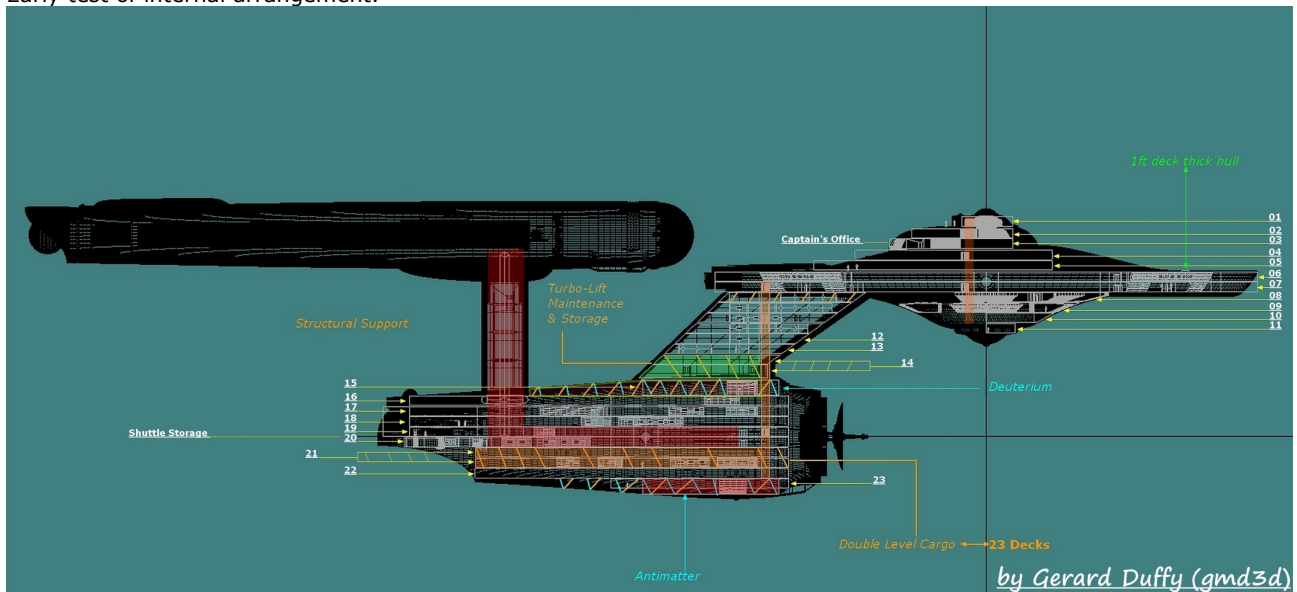 Early test of internal arrangement.
1ft deck thick hull
01
02
03
Captain's Office
04
05
06
07
08
09
10
11
Turbo-Lift
Maintenance
& Storage
Structural Support
12
13
14
15
Deuterium
16
17
18
19
20
Shuttle Storage
21
22
23
Double Level Cargo
23 Decks
Antimatter
by Gerard Duffy (gmd3d)